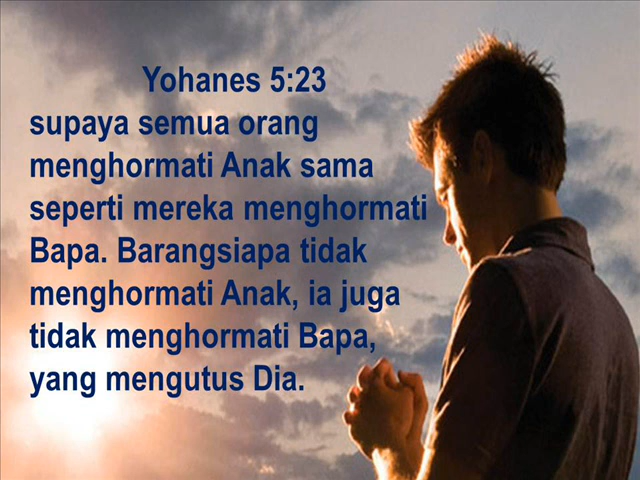 Yohanes 5:23
supaya semua orang
menghormati Anak sama
seperti mereka menghormati
Bapa. Barangsiapa tidak
menghormati Anak, ia juga
tidak menghormati Bapa,
yang mengutus Dia.